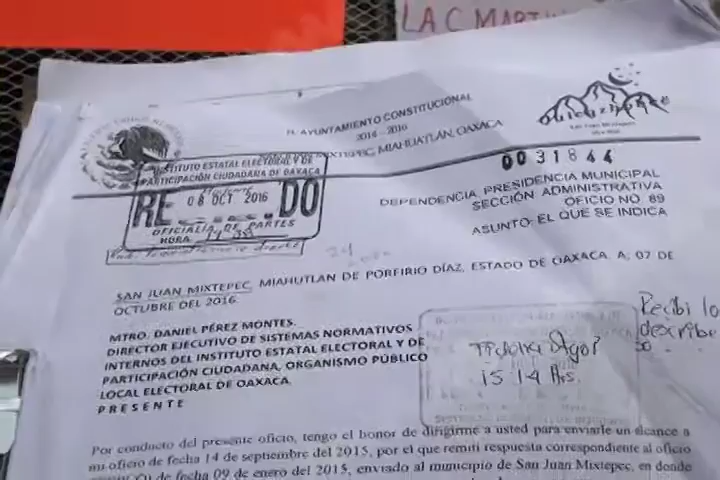 LA C MART
H. AYUNTAMIENTO CONSTITUCIONAL
2014 - 2016
MIXTEPEC, MIAHUATLÁN, OAXACA
INSTITUTO ESTATAL ELECTORAL Y DE
PARTICIPACIÓN CIUDADANA DE OAXACA
08 OCT 2016
OFICIALIA DE PARTES
HORA
0031844
DEPENDENCIA PRESIDENCIA MUNICIPAL
SECCIÓN ADMINISTRATIVA
OFICIO NO 89
ASUNTO: EL QUE SE INDICA
SAN JUAN MIXTEPEC, MIAHUTLAN DE PORFIRIO DÍAZ, ESTADO DE OAXACA. A, 07 DE
OCTUBRE DEL 2016.
MTRO. DANIEL PÉREZ MONTES.
DIRECTOR EJECUTIVO DE SISTEMAS NORMATIVOS
INTERNOS DEL INSTITUTO ESTATAL ELECTORAL Y DE
PARTICIPACIÓN CIUDADANA, ORGANISMO PÚBLICO
LOCAL ELECTORAL DE OAXACA
PRESENTE
Recibi lo
describe
15 14 Hrs.
Por conducto del presente oficio, tengo el honor de dirigirme a usted para enviarle un alcance a
mi oficio de fecha 14 de septiembre del 2015, por el que remití respuesta correspondiente al oficio
de fecha 09 de enero del 2015, enviado al municipio de San Juan Mixtepec, en donde